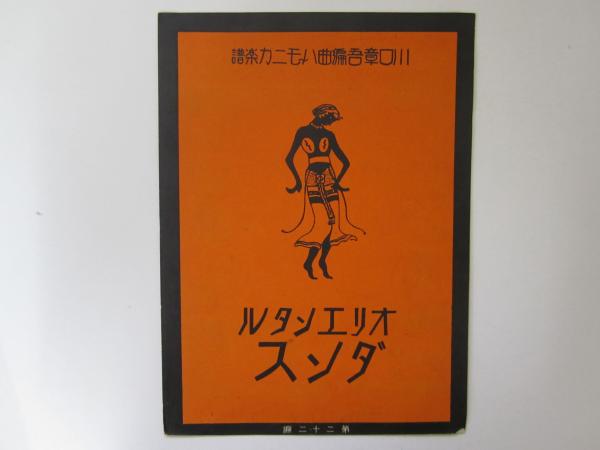 川口章吾編曲ハーモニカ楽譜
オリエンタル
ダンス
第二十二